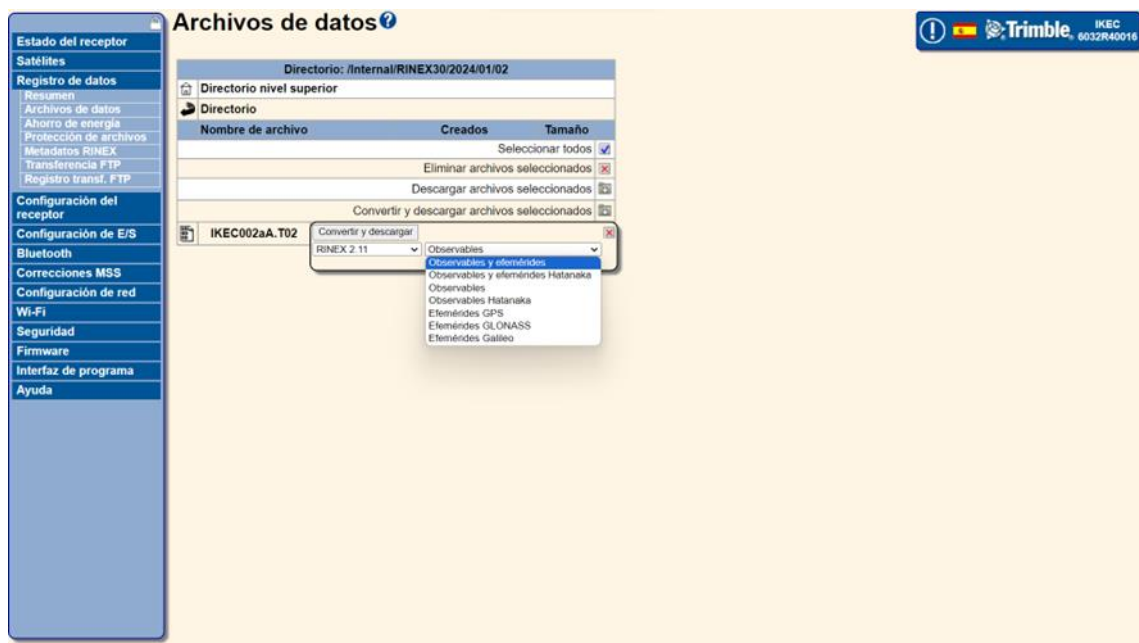 Archivos de datos?
! Trimble. IKEC
6032R40016
Estado del receptor
Satélites
Registro de datos
Resumen
Archivos de datos
Ahorro de energía
Protección de archivos
Metadatos RINEX
Transferencia FTP
Registro transf. FTP
Configuración del
receptor
Configuración de E/S
Bluetooth
Correcciones MSS
Configuración de red
Wi-Fi
Seguridad
Firmware
Interfaz de programa
Ayuda
Directorio: /Internal/RINEX30/2024/01/02
Directorio nivel superior
Directorio
Nombre de archivo Creados Tamaño
Seleccionar todos
Eliminar archivos seleccionados
Descargar archivos seleccionados
Convertir y descargar archivos seleccionados
IKEC002aA.T02 Convertir y descargar
RINEX 2.11 Observables
Observables y efemérides
Observables y efemérides Hatanaka
Observables
Observables Hatanaka
Efemérides GPS
Efemérides GLONASS
Efemérides Galileo